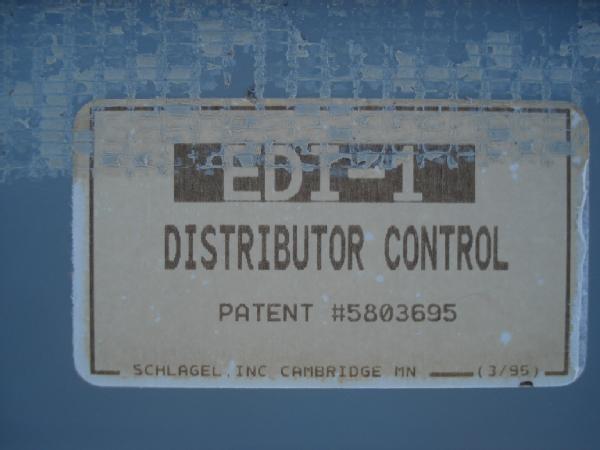 EDI-1
DISTRIBUTOR CONTROL
PATENT #5803695
SCHLAGEL, INC CAMBRIDGE MN (3/95)